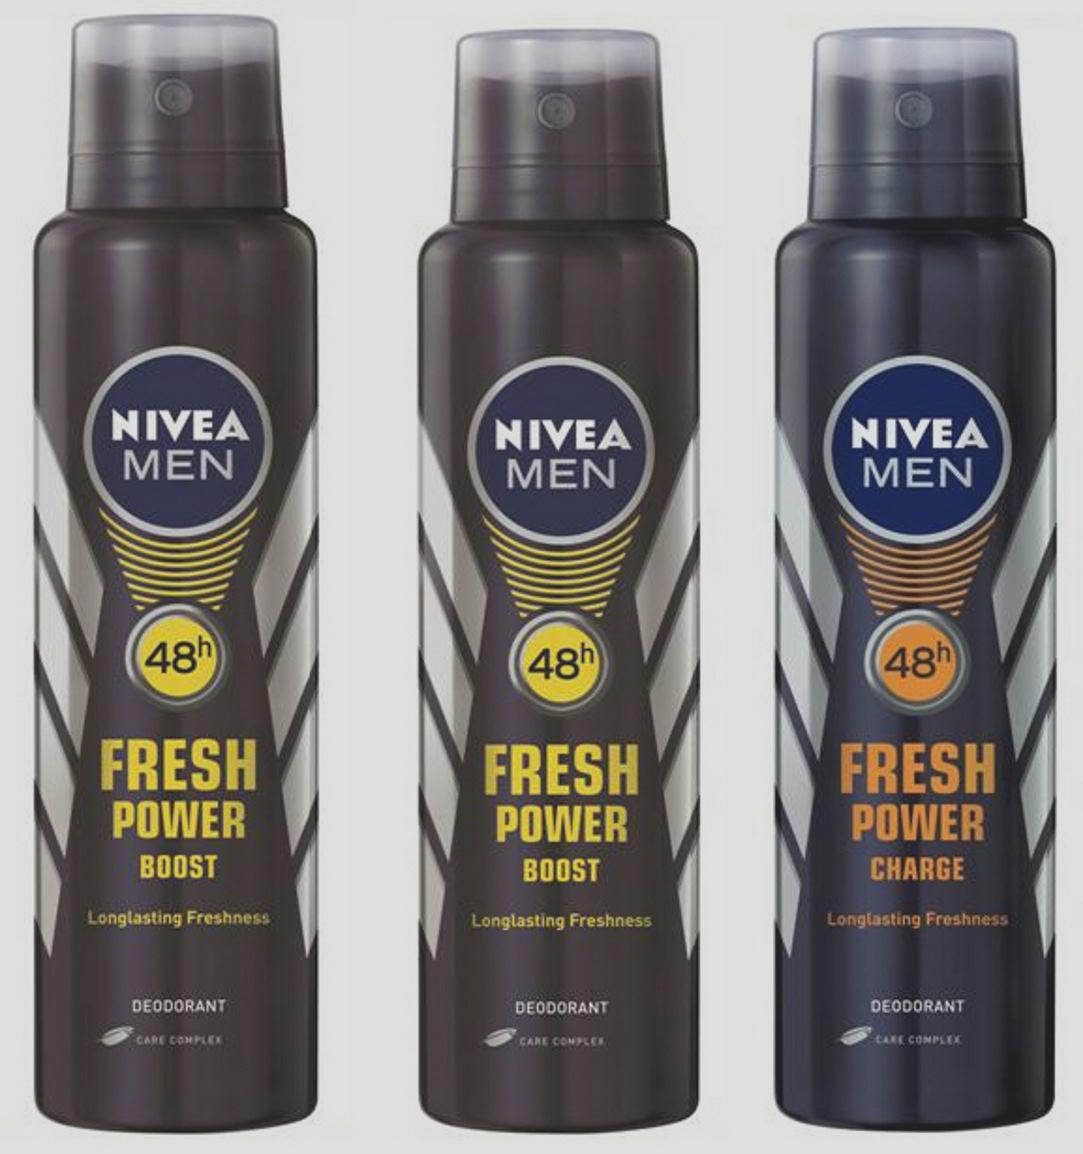 NIVEA
MEN
48h
FRESH
POWER
BOOST
Longlasting Freshness
DEODORANT
CARE COMPLEX
NIVEA
MEN
48h
FRESH
POWER
BOOST
Longlasting Freshness
DEODORANT
CARE COMPLEX
NIVEA
MEN
48h
FRESH
POWER
CHARGE
Longlasting Freshness
DEODORANT
CARE COMPLEX